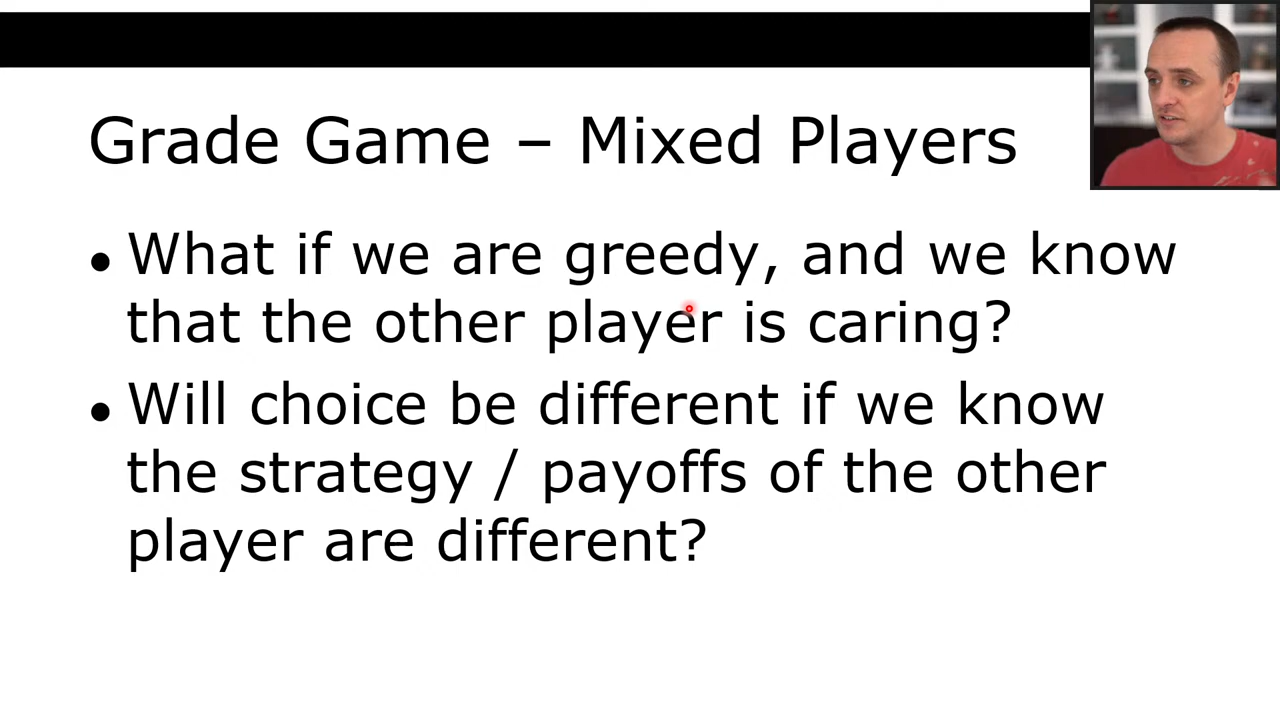 Grade Game – Mixed Players
• What if we are greedy, and we know
that the other player is caring?
• Will choice be different if we know
the strategy / payoffs of the other
player are different?